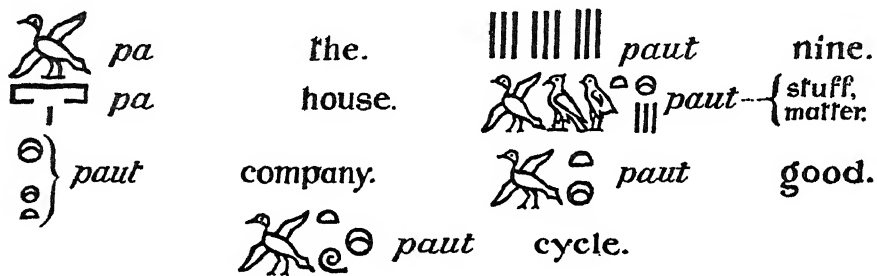 pa the. paut nine.
pa house. paut stuff,
matter.
paut company. paut good.
paut cycle.